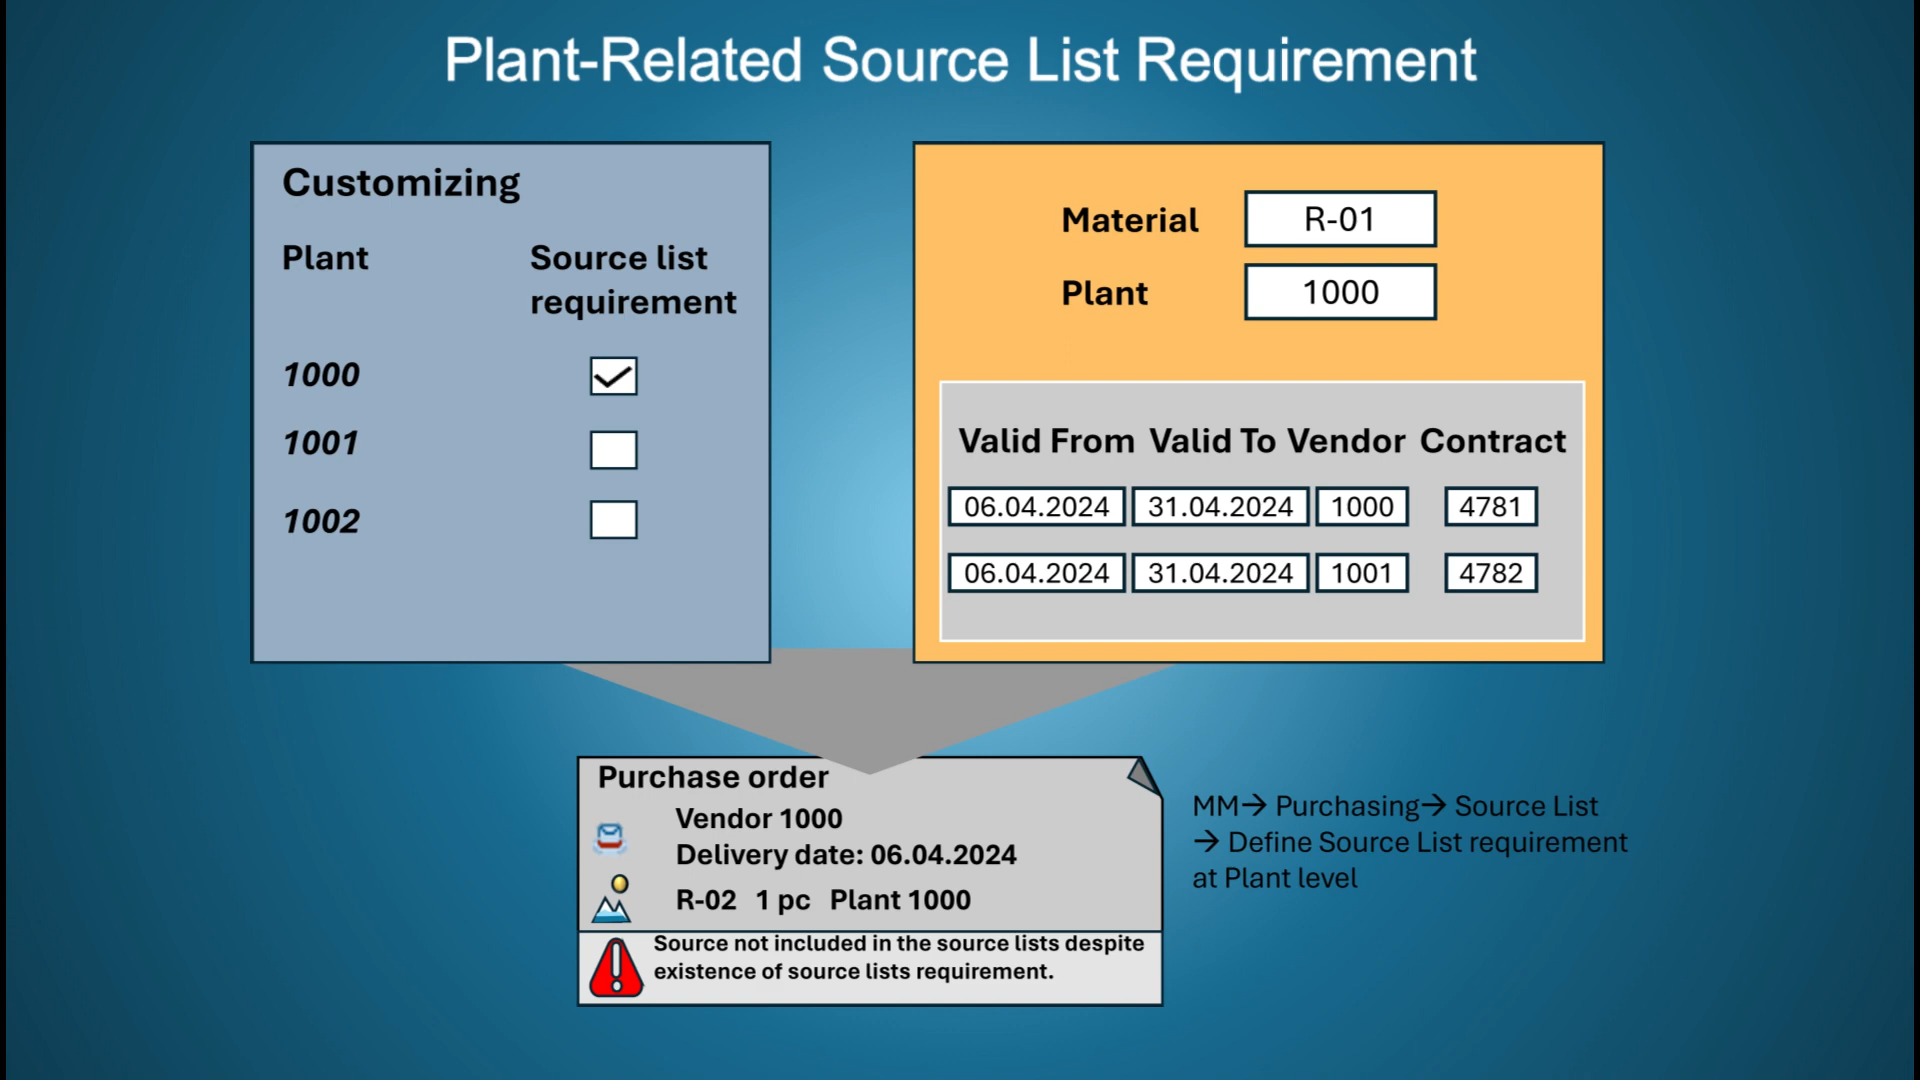 Plant-Related Source List Requirement
Customizing
Plant
Source list
requirement
1000
1001
1002
Material R-01
Plant 1000
Valid From Valid To Vendor Contract
06.04.2024 31.04.2024 1000 4781
06.04.2024 31.04.2024 1001 4782
Purchase order
Vendor 1000
Delivery date: 06.04.2024
R-02 1 pc Plant 1000
Source not included in the source lists despite
existence of source lists requirement.
MM→ Purchasing→ Source List
→ Define Source List requirement
at Plant level